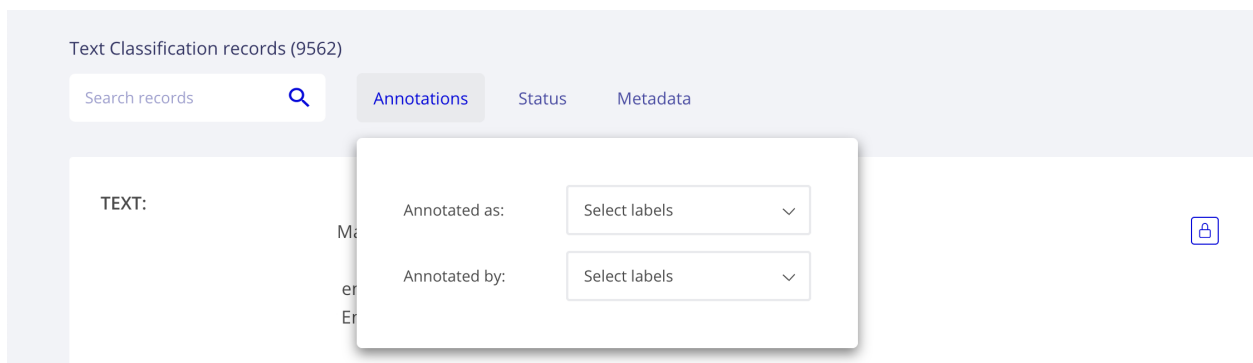 Text Classification records (9562)
Search records
Annotations Status Metadata
TEXT:
Annotated as: Select labels
Annotated by: Select labels